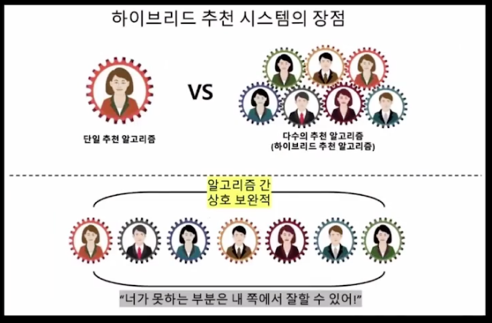 하이브리드 추천 시스템의 장점
VS
단일 추천 알고리즘
다수의 추천 알고리즘
(하이브리드 추천 알고리즘)
알고리즘 간
상호 보완적
“너가 못하는 부분은 내 쪽에서 잘할 수 있어!”